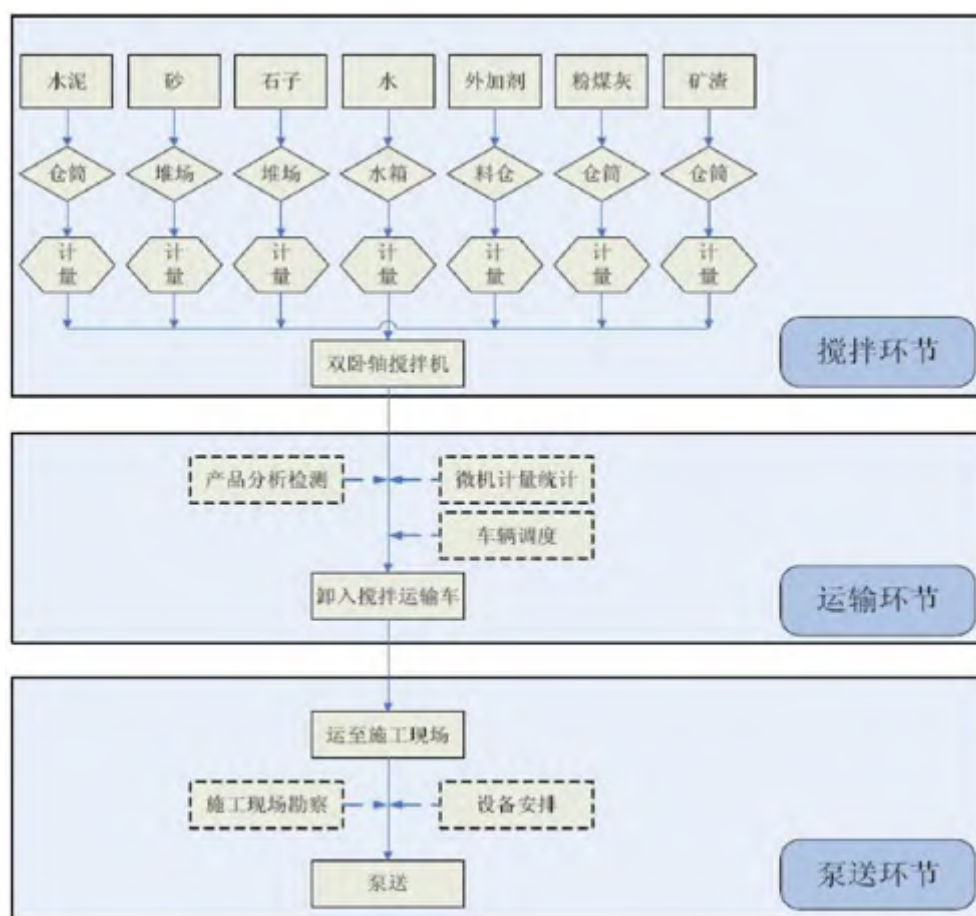 水泥
砂
石子
水
外加剂
粉煤灰
矿渣
仓筒
堆场
堆场
水箱
料仓
仓筒
仓筒
计
量
计
量
计
量
计
量
计
量
计
量
计
量
双卧轴搅拌机
搅拌环节
产品分析检测
微机计量统计
车辆调度
卸入搅拌运输车
运输环节
运至施工现场
施工现场勘察
设备安排
泵送
泵送环节